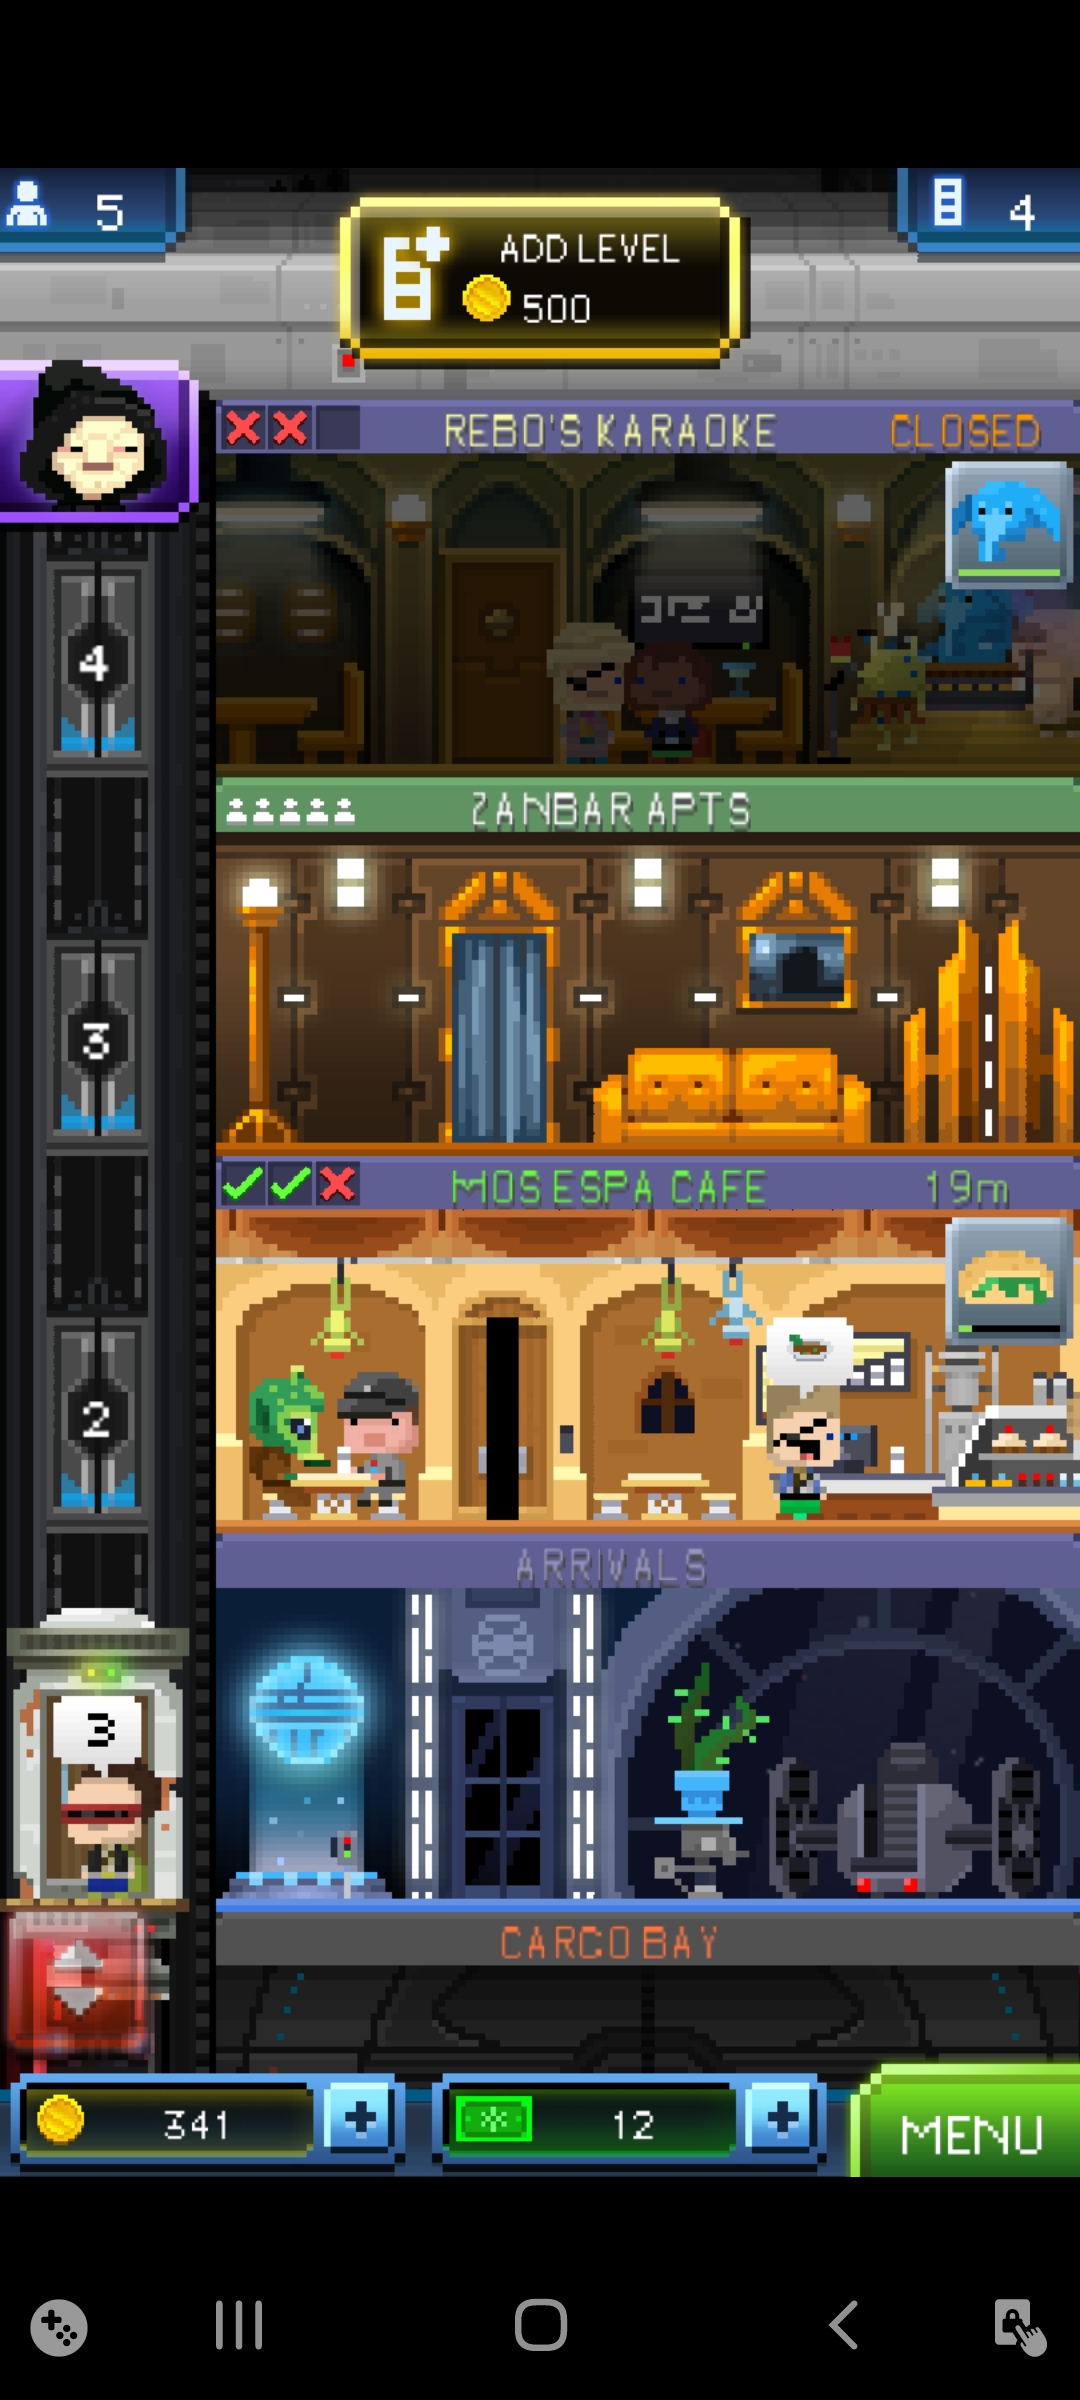 5
ADD LEVEL
500
4
REBO'S KARAOKE
CLOSED
4
ZANBAR APTS
3
MOS ESPA CAFE
19m
2
ARRIVALS
3
CARGO BAY
341
12
MENU